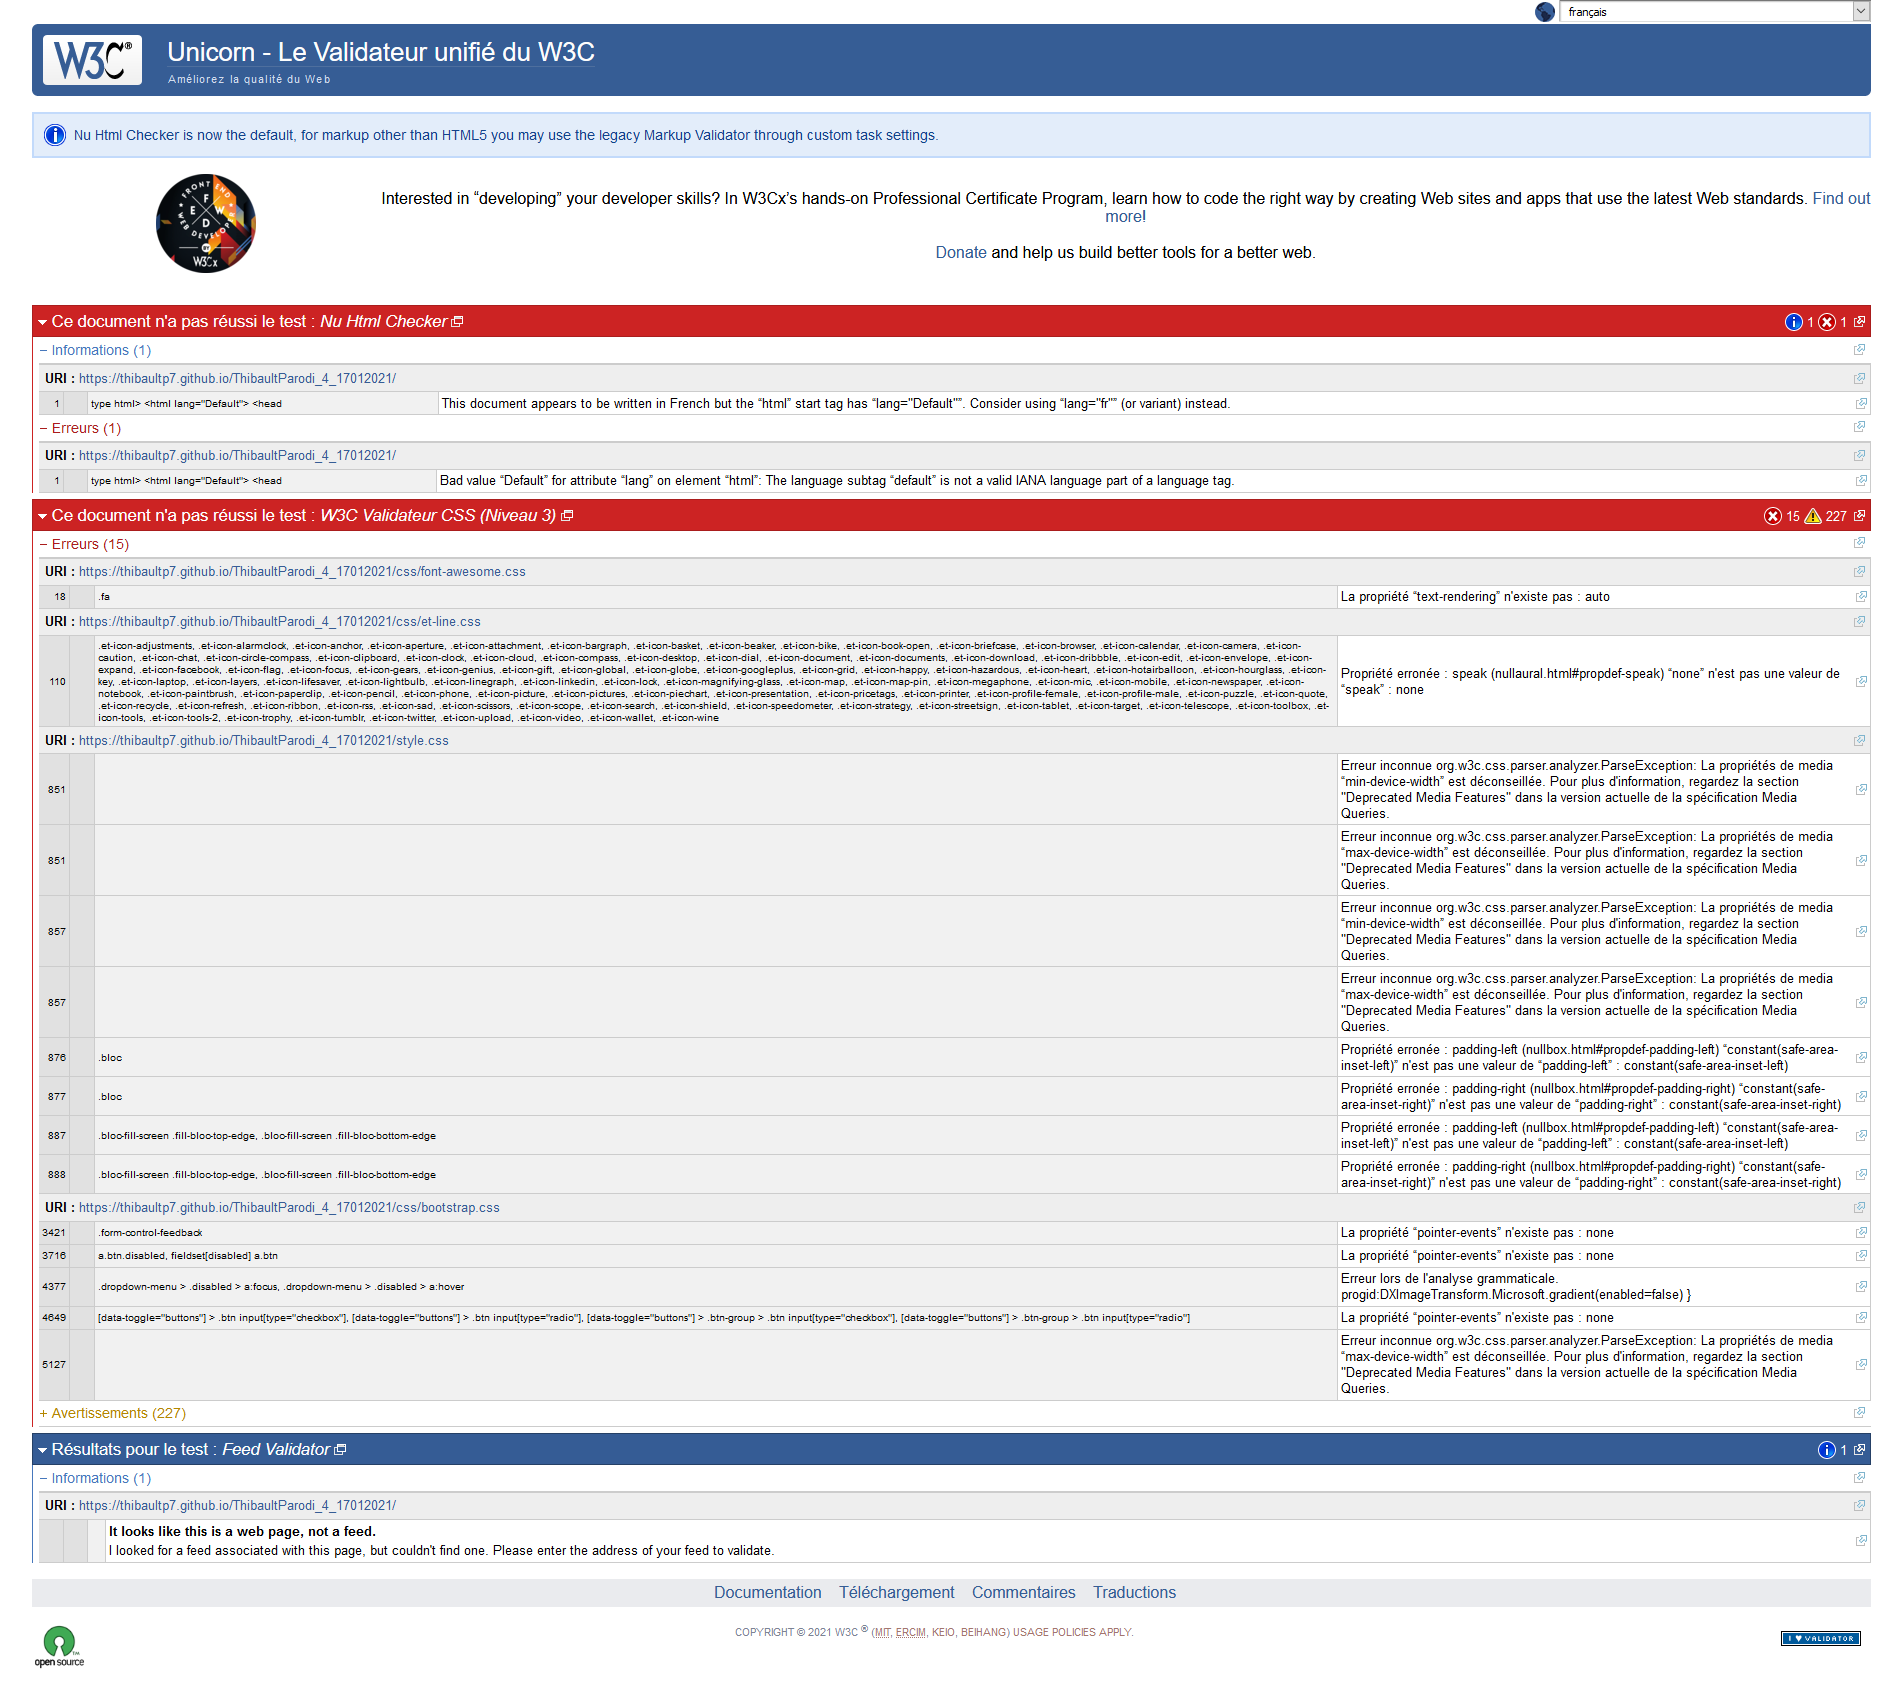 français
W3C®
Unicorn - Le Validateur unifié du W3C
Améliorez la qualité du Web
Nu Html Checker is now the default, for markup other than HTML5 you may use the legacy Markup Validator through custom task settings.
FRONT END
WEB DEVELOPER
F
E W
D
BY
W3Cx
Interested in “developing” your developer skills? In W3Cx’s hands-on Professional Certificate Program, learn how to code the right way by creating Web sites and apps that use the latest Web standards. Find out
more!
Donate and help us build better tools for a better web.
Ce document n'a pas réussi le test : Nu Html Checker 1 1
− Informations (1)
URI : https://thibaultp7.github.io/ThibaultParodi_4_17012021/
1 type html> <html lang="Default"> <head This document appears to be written in French but the “html” start tag has “lang="Default"”. Consider using “lang="fr"” (or variant) instead.
− Erreurs (1)
URI : https://thibaultp7.github.io/ThibaultParodi_4_17012021/
1 type html> <html lang="Default"> <head Bad value “Default” for attribute “lang” on element “html”: The language subtag “default” is not a valid IANA language part of a language tag.
Ce document n'a pas réussi le test : W3C Validateur CSS (Niveau 3) 15 227
− Erreurs (15)
URI : https://thibaultp7.github.io/ThibaultParodi_4_17012021/css/font-awesome.css
18 .fa La propriété “text-rendering” n'existe pas : auto
URI : https://thibaultp7.github.io/ThibaultParodi_4_17012021/css/et-line.css
110
.et-icon-adjustments, .et-icon-alarmclock, .et-icon-anchor, .et-icon-aperture, .et-icon-attachment, .et-icon-bargraph, .et-icon-basket, .et-icon-beaker, .et-icon-bike, .et-icon-book-open, .et-icon-briefcase, .et-icon-browser, .et-icon-calendar, .et-icon-camera, .et-icon-
caution, .et-icon-chat, .et-icon-circle-compass, .et-icon-clipboard, .et-icon-clock, .et-icon-cloud, .et-icon-compass, .et-icon-desktop, .et-icon-dial, .et-icon-document, .et-icon-documents, .et-icon-download, .et-icon-dribbble, .et-icon-edit, .et-icon-envelope, .et-icon-
expand, .et-icon-facebook, .et-icon-flag, .et-icon-focus, .et-icon-gears, .et-icon-genius, .et-icon-gift, .et-icon-global, .et-icon-globe, .et-icon-googleplus, .et-icon-grid, .et-icon-happy, .et-icon-hazardous, .et-icon-heart, .et-icon-hotairballoon, .et-icon-hourglass, .et-icon-
key, .et-icon-laptop, .et-icon-layers, .et-icon-lifesaver, .et-icon-lightbulb, .et-icon-linegraph, .et-icon-linkedin, .et-icon-lock, .et-icon-magnifying-glass, .et-icon-map, .et-icon-map-pin, .et-icon-megaphone, .et-icon-mic, .et-icon-mobile, .et-icon-newspaper, .et-icon-
notebook, .et-icon-paintbrush, .et-icon-paperclip, .et-icon-pencil, .et-icon-phone, .et-icon-picture, .et-icon-pictures, .et-icon-piechart, .et-icon-presentation, .et-icon-pricetags, .et-icon-printer, .et-icon-profile-female, .et-icon-profile-male, .et-icon-puzzle, .et-icon-quote,
.et-icon-recycle, .et-icon-refresh, .et-icon-ribbon, .et-icon-rss, .et-icon-sad, .et-icon-scissors, .et-icon-scope, .et-icon-search, .et-icon-shield, .et-icon-speedometer, .et-icon-strategy, .et-icon-streetsign, .et-icon-tablet, .et-icon-target, .et-icon-telescope, .et-icon-toolbox, .et-
icon-tools, .et-icon-tools-2, .et-icon-trophy, .et-icon-tumblr, .et-icon-twitter, .et-icon-upload, .et-icon-video, .et-icon-wallet, .et-icon-wine
Propriété erronée : speak (nullaural.html#propdef-speak) “none” n'est pas une valeur de
“speak” : none
URI : https://thibaultp7.github.io/ThibaultParodi_4_17012021/style.css
851
Erreur inconnue org.w3c.css.parser.analyzer.ParseException: La propriétés de media
“min-device-width” est déconseillée. Pour plus d'information, regardez la section
"Deprecated Media Features" dans la version actuelle de la spécification Media
Queries.
851
Erreur inconnue org.w3c.css.parser.analyzer.ParseException: La propriétés de media
“max-device-width” est déconseillée. Pour plus d'information, regardez la section
"Deprecated Media Features" dans la version actuelle de la spécification Media
Queries.
857
Erreur inconnue org.w3c.css.parser.analyzer.ParseException: La propriétés de media
“min-device-width” est déconseillée. Pour plus d'information, regardez la section
"Deprecated Media Features" dans la version actuelle de la spécification Media
Queries.
857
Erreur inconnue org.w3c.css.parser.analyzer.ParseException: La propriétés de media
“max-device-width” est déconseillée. Pour plus d'information, regardez la section
"Deprecated Media Features" dans la version actuelle de la spécification Media
Queries.
876 .bloc
Propriété erronée : padding-left (nullbox.html#propdef-padding-left) “constant(safe-area-
inset-left)” n'est pas une valeur de “padding-left” : constant(safe-area-inset-left)
877 .bloc
Propriété erronée : padding-right (nullbox.html#propdef-padding-right) “constant(safe-
area-inset-right)” n'est pas une valeur de “padding-right” : constant(safe-area-inset-right)
887 .bloc-fill-screen .fill-bloc-top-edge, .bloc-fill-screen .fill-bloc-bottom-edge
Propriété erronée : padding-left (nullbox.html#propdef-padding-left) “constant(safe-area-
inset-left)” n'est pas une valeur de “padding-left” : constant(safe-area-inset-left)
888 .bloc-fill-screen .fill-bloc-top-edge, .bloc-fill-screen .fill-bloc-bottom-edge
Propriété erronée : padding-right (nullbox.html#propdef-padding-right) “constant(safe-
area-inset-right)” n'est pas une valeur de “padding-right” : constant(safe-area-inset-right)
URI : https://thibaultp7.github.io/ThibaultParodi_4_17012021/css/bootstrap.css
3421 .form-control-feedback La propriété “pointer-events” n'existe pas : none
3716 a.btn.disabled, fieldset[disabled] a.btn La propriété “pointer-events” n'existe pas : none
4377 .dropdown-menu > .disabled > a:focus, .dropdown-menu > .disabled > a:hover
Erreur lors de l'analyse grammaticale.
progid:DXImageTransform.Microsoft.gradient(enabled=false) }
4649 [data-toggle="buttons"] > .btn input[type="checkbox"], [data-toggle="buttons"] > .btn input[type="radio"], [data-toggle="buttons"] > .btn-group > .btn input[type="checkbox"], [data-toggle="buttons"] > .btn-group > .btn input[type="radio"] La propriété “pointer-events” n'existe pas : none
5127
Erreur inconnue org.w3c.css.parser.analyzer.ParseException: La propriétés de media
“max-device-width” est déconseillée. Pour plus d'information, regardez la section
"Deprecated Media Features" dans la version actuelle de la spécification Media
Queries.
+ Avertissements (227)
Résultats pour le test : Feed Validator 1
− Informations (1)
URI : https://thibaultp7.github.io/ThibaultParodi_4_17012021/
It looks like this is a web page, not a feed.
I looked for a feed associated with this page, but couldn't find one. Please enter the address of your feed to validate.
Documentation Téléchargement Commentaires Traductions
COPYRIGHT © 2021 W3C ® (MIT, ERCIM, KEIO, BEIHANG) USAGE POLICIES APPLY.
open source™
I ♥ VALIDATOR